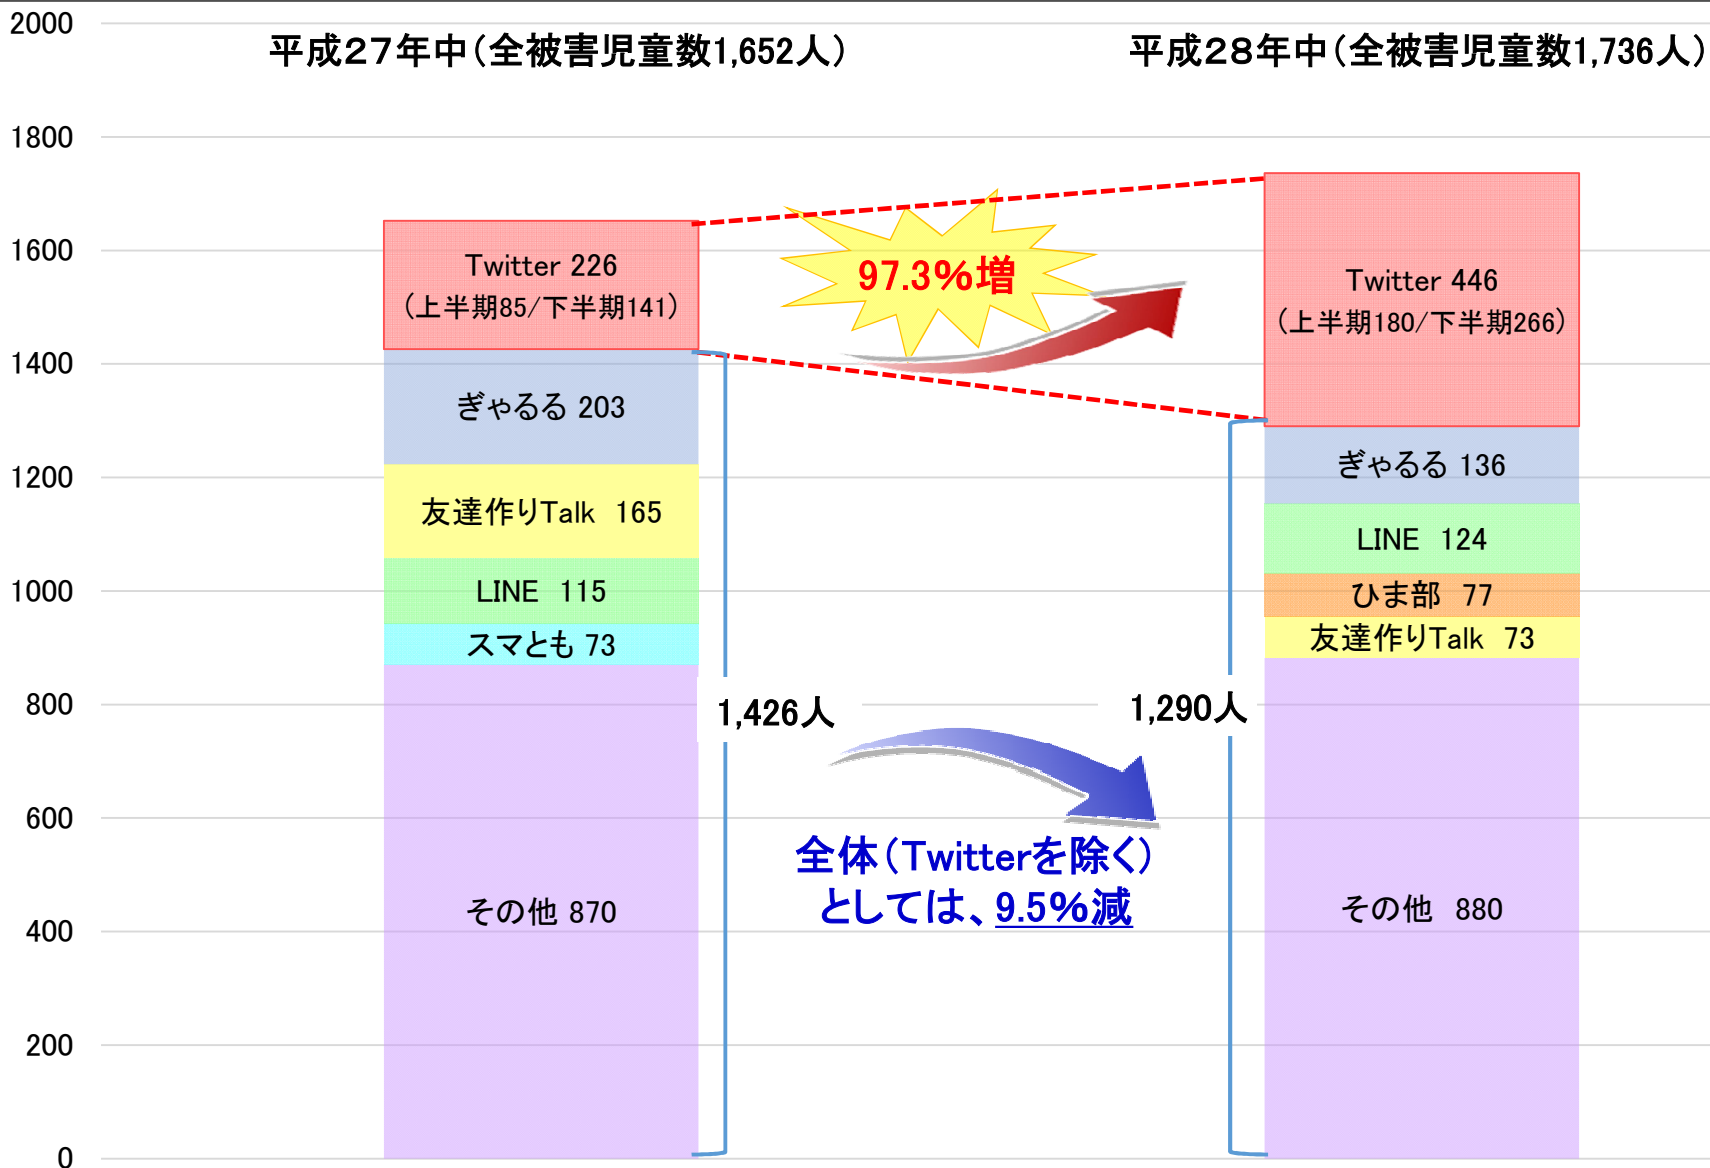 2000
1800
1600
1400
1200
1000
800
600
400
200
0
平成27年中(全被害児童数1,652人)
Twitter 226
(上半期85/下半期141)
ぎゃるる 203
友達作りTalk 165
LINE 115
スマとも 73
その他 870
1,426人
97.3%増
全体(Twitterを除く)
としては、9.5%減
平成28年中(全被害児童数1,736人)
Twitter 446
(上半期180/下半期266)
ぎゃるる 136
LINE 124
ひま部 77
友達作りTalk 73
その他 880
1,290人